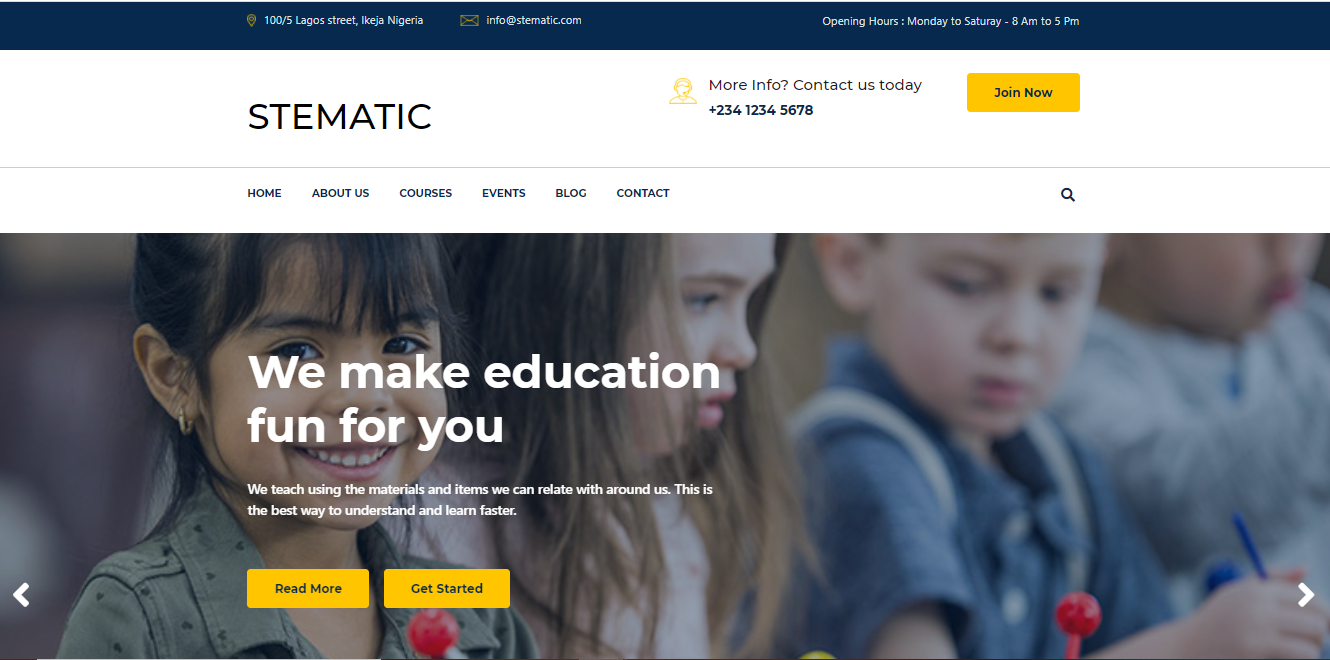 100/5 Lagos street, Ikeja Nigeria
info@stematic.com
Opening Hours : Monday to Saturay - 8 Am to 5 Pm
STEMATIC
More Info? Contact us today
+234 1234 5678
Join Now
HOME ABOUT US COURSES EVENTS BLOG CONTACT
We make education
fun for you
We teach using the materials and items we can relate with around us. This is
the best way to understand and learn faster.
Read More Get Started